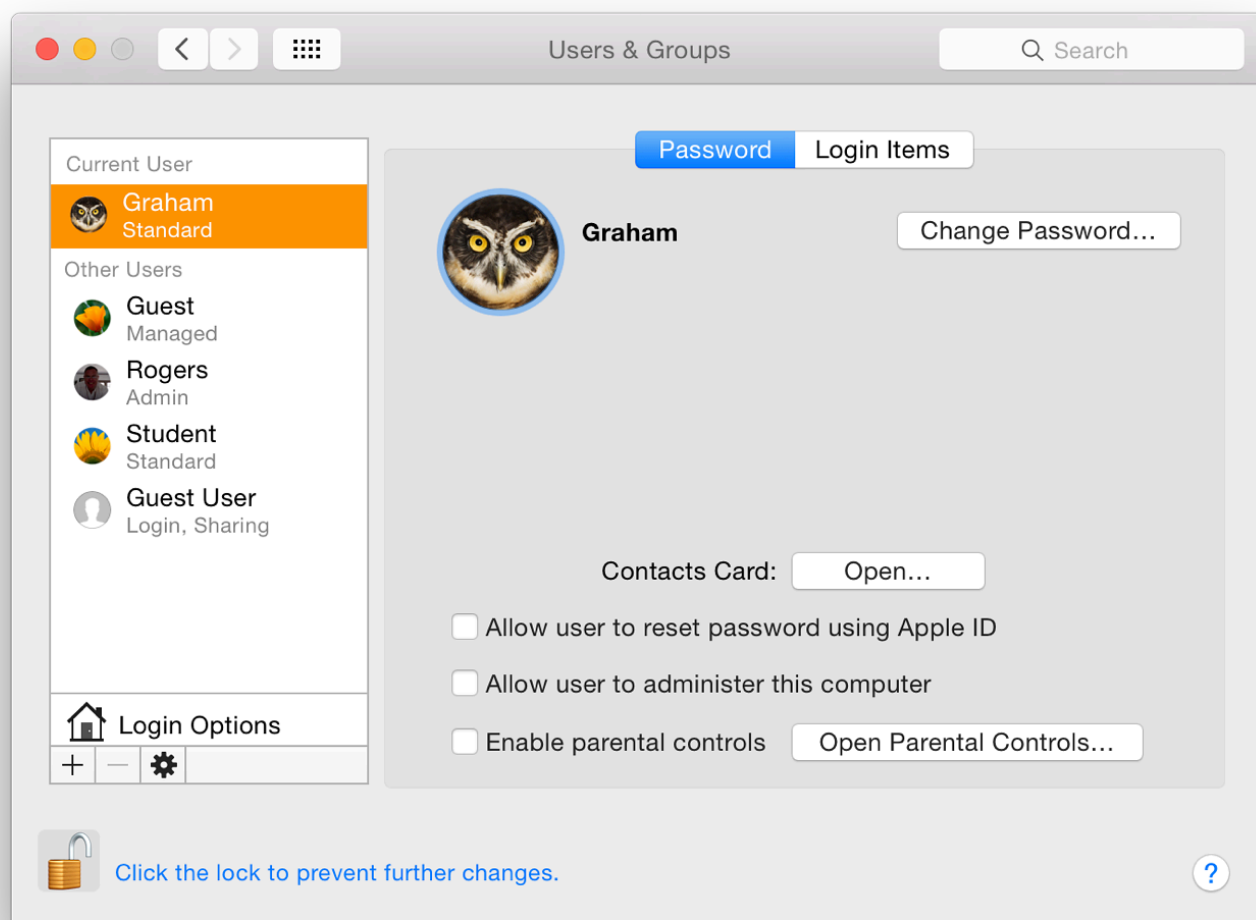 Users & Groups
Search
Current User
Graham
Standard
Other Users
Guest
Managed
Rogers
Admin
Student
Standard
Guest User
Login, Sharing
Login Options
Password
Login Items
Graham
Change Password...
Contacts Card:
Open...
Allow user to reset password using Apple ID
Allow user to administer this computer
Enable parental controls
Open Parental Controls...
Click the lock to prevent further changes.
?